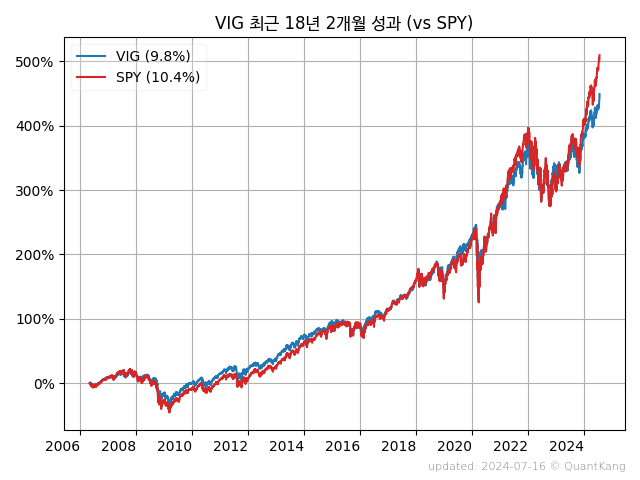 VIG 최근 18년 2개월 성과 (vs SPY)
VIG (9.8%)
SPY (10.4%)
500%
400%
300%
200%
100%
0%
2006 2008 2010 2012 2014 2016 2018 2020 2022 2024
updated: 2024-07-16 © QuantKang